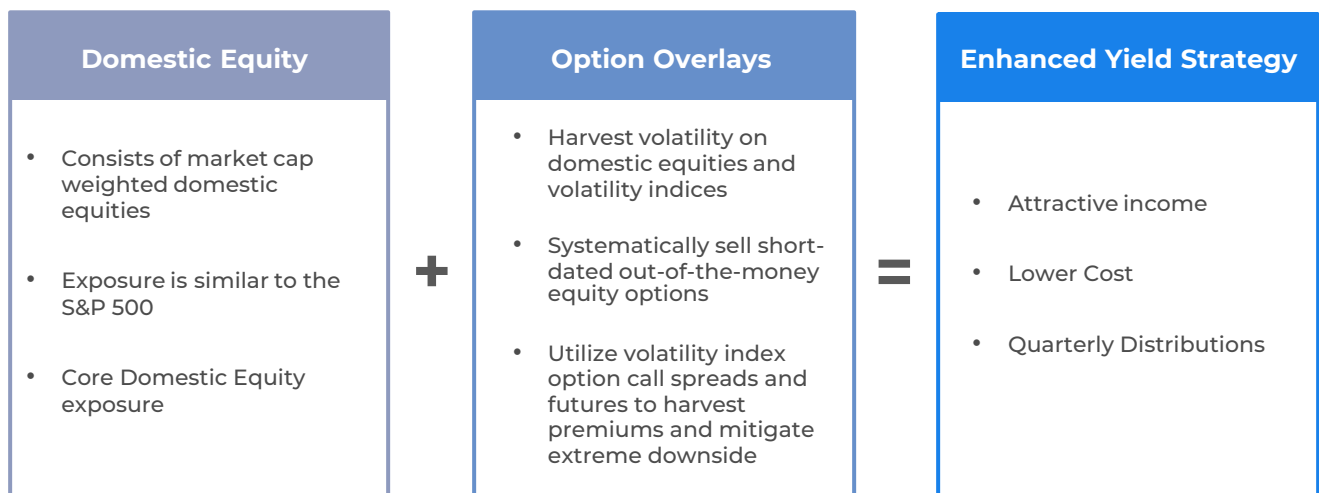 Domestic Equity
• Consists of market cap
weighted domestic
equities
• Exposure is similar to the
S&P 500
• Core Domestic Equity
exposure
+
Option Overlays
• Harvest volatility on
domestic equities and
volatility indices
• Systematically sell short-
dated out-of-the-money
equity options
• Utilize volatility index
option call spreads and
futures to harvest
premiums and mitigate
extreme downside
=
Enhanced Yield Strategy
• Attractive income
• Lower Cost
• Quarterly Distributions